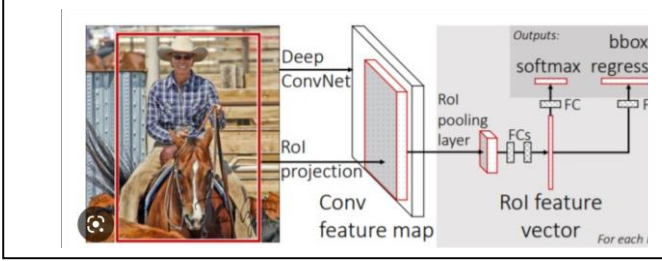 Deep
ConvNet
RoI
projection
Conv
feature map
RoI
pooling
layer
FCs
Outputs:
softmax
bbox
regress
FC
F
RoI feature
vector
For each